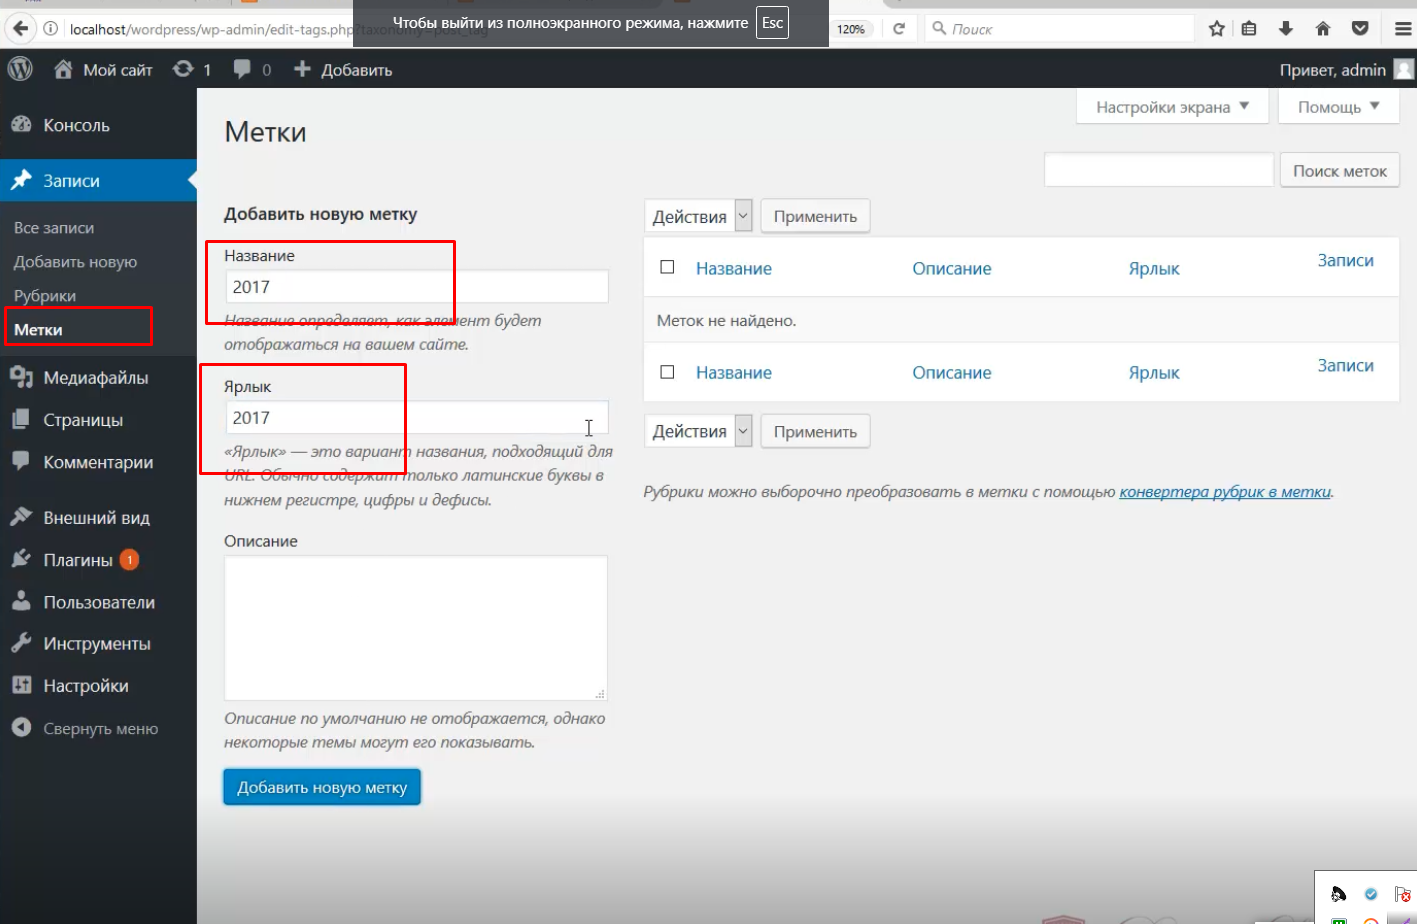 Чтобы выйти из полноэкранного режима, нажмите Esc
localhost/wordpress/wp-admin/edit-tags.php?taxonomy=post_tag
120%
Поиск
Мой сайт
1
0
Добавить
Привет, admin
Консоль
Записи
Все записи
Добавить новую
Рубрики
Метки
Медиафайлы
Страницы
Комментарии
Внешний вид
Плагины 1
Пользователи
Инструменты
Настройки
Свернуть меню
Настройки экрана
Помощь
Метки
Поиск меток
Добавить новую метку
Название
2017
Название определяет, как элемент будет
отображаться на вашем сайте.
Ярлык
2017
«Ярлык» — это вариант названия, подходящий для
URL. Обычно содержит только латинские буквы в
нижнем регистре, цифры и дефисы.
Описание
Описание по умолчанию не отображается, однако
некоторые темы могут его показывать.
Добавить новую метку
Действия
Применить
Название Описание Ярлык Записи
Меток не найдено.
Название Описание Ярлык Записи
Действия
Применить
Рубрики можно выборочно преобразовать в метки с помощью конвертера рубрик в метки.